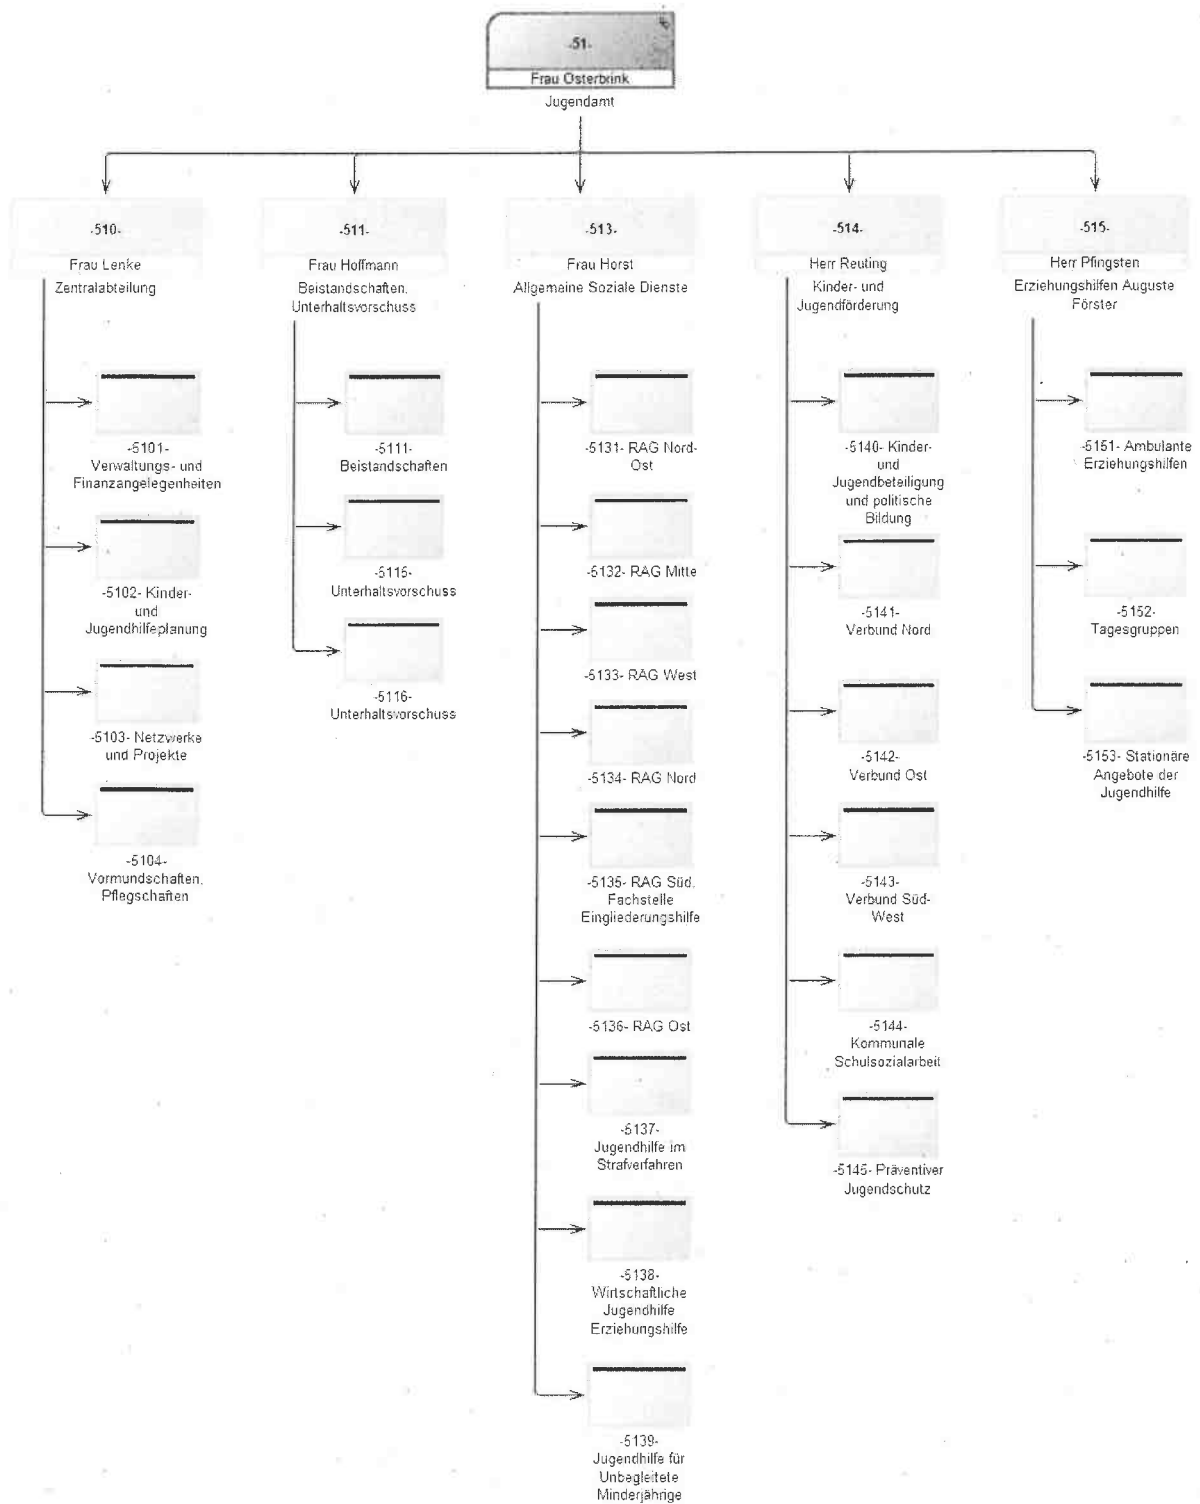 -51-
Frau Osterbrink
Jugendamt
-510-
Frau Lenke
Zentralabteilung
-5101-
Verwaltungs- und
Finanzangelegenheiten
-5102- Kinder-
und
Jugendhilfeplanung
-5103- Netzwerke
und Projekte
-5104-
Vormundschaften,
Pflegschaften
-511-
Frau Hoffmann
Beistandschaften,
Unterhaltsvorschuss
-5111-
Beistandschaften
-5115-
Unterhaltsvorschuss
-5116-
Unterhaltsvorschuss
-513-
Frau Horst
Allgemeine Soziale Dienste
-5131- RAG Nord-
Ost
-5132- RAG Mitte
-5133- RAG West
-5134- RAG Nord
-5135- RAG Süd,
Fachstelle
Eingliederungshilfe
-5136- RAG Ost
-5137-
Jugendhilfe im
Strafverfahren
-5138-
Wirtschaftliche
Jugendhilfe
Erziehungshilfe
-5139-
Jugendhilfe für
Unbegleitete
Minderjährige
-514-
Herr Reuting
Kinder- und
Jugendförderung
-5140- Kinder-
und
Jugendbeteiligung
und politische
Bildung
-5141-
Verbund Nord
-5142-
Verbund Ost
-5143-
Verbund Süd-
West
-5144-
Kommunale
Schulsozialarbeit
-5145- Präventiver
Jugendschutz
-515-
Herr Pfingsten
Erziehungshilfen Auguste
Förster
-5151- Ambulante
Erziehungshilfen
-5152-
Tagesgruppen
-5153- Stationäre
Angebote der
Jugendhilfe